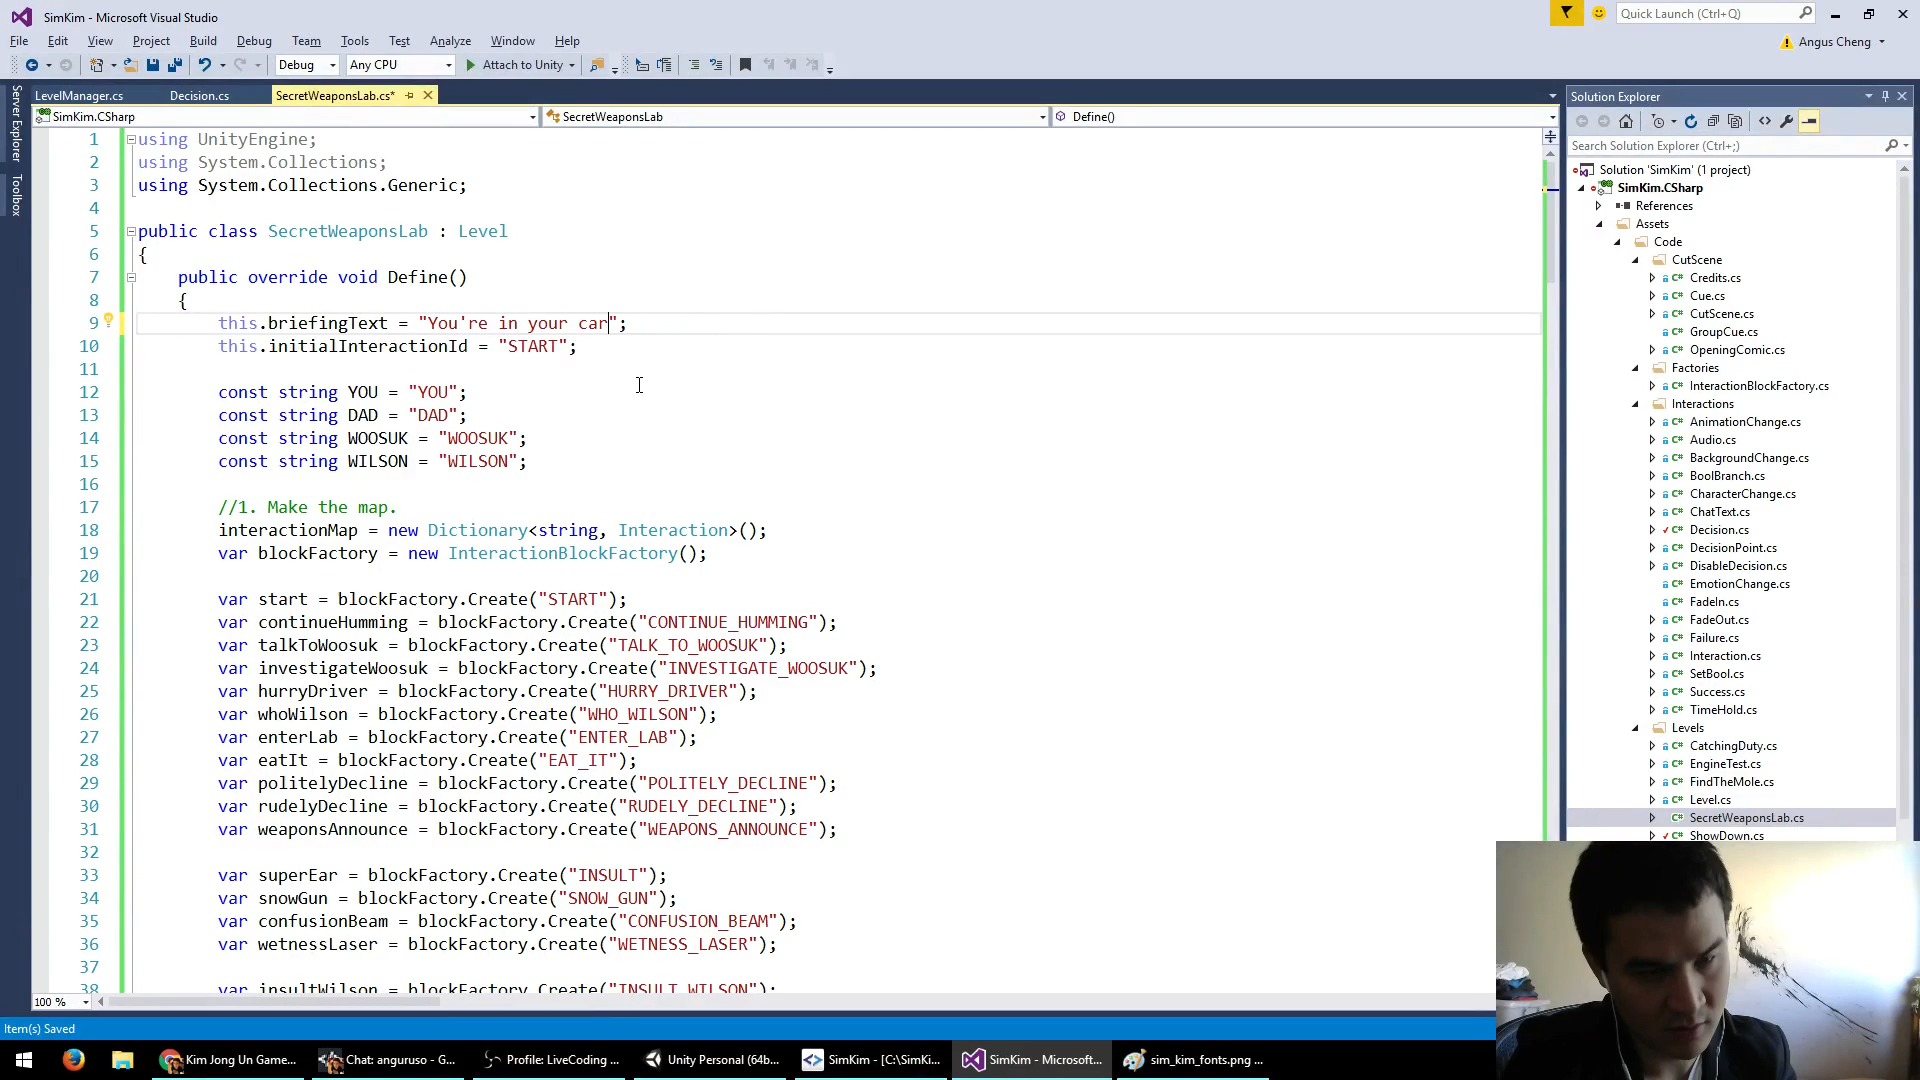 SimKim - Microsoft Visual Studio
Quick Launch (Ctrl+Q)
File Edit View Project Build Debug Team Tools Test Analyze Window Help
Angus Cheng
Debug Any CPU Attach to Unity
Server Explorer
Toolbox
LevelManager.cs Decision.cs SecretWeaponsLab.cs*
SimKim.CSharp SecretWeaponsLab Define()
1 using UnityEngine;
2 using System.Collections;
3 using System.Collections.Generic;
4
5 public class SecretWeaponsLab : Level
6 {
7 public override void Define()
8 {
9 this.briefingText = "You're in your car";
10 this.initialInteractionId = "START";
11
12 const string YOU = "YOU";
13 const string DAD = "DAD";
14 const string WOOSUK = "WOOSUK";
15 const string WILSON = "WILSON";
16
17 //1. Make the map.
18 interactionMap = new Dictionary<string, Interaction>();
19 var blockFactory = new InteractionBlockFactory();
20
21 var start = blockFactory.Create("START");
22 var continueHumming = blockFactory.Create("CONTINUE_HUMMING");
23 var talkToWoosuk = blockFactory.Create("TALK_TO_WOOSUK");
24 var investigateWoosuk = blockFactory.Create("INVESTIGATE_WOOSUK");
25 var hurryDriver = blockFactory.Create("HURRY_DRIVER");
26 var whoWilson = blockFactory.Create("WHO_WILSON");
27 var enterLab = blockFactory.Create("ENTER_LAB");
28 var eatIt = blockFactory.Create("EAT_IT");
29 var politelyDecline = blockFactory.Create("POLITELY_DECLINE");
30 var rudelyDecline = blockFactory.Create("RUDELY_DECLINE");
31 var weaponsAnnounce = blockFactory.Create("WEAPONS_ANNOUNCE");
32
33 var superEar = blockFactory.Create("INSULT");
34 var snowGun = blockFactory.Create("SNOW_GUN");
35 var confusionBeam = blockFactory.Create("CONFUSION_BEAM");
36 var wetnessLaser = blockFactory.Create("WETNESS_LASER");
37
38 var insultWilson = blockFactory.Create("INSULT_WILSON");
100 %
Solution Explorer
Search Solution Explorer (Ctrl+;)
Solution 'SimKim' (1 project)
SimKim.CSharp
References
Assets
Code
CutScene
Credits.cs
Cue.cs
CutScene.cs
GroupCue.cs
OpeningComic.cs
Factories
InteractionBlockFactory.cs
Interactions
AnimationChange.cs
Audio.cs
BackgroundChange.cs
BoolBranch.cs
CharacterChange.cs
ChatText.cs
Decision.cs
DecisionPoint.cs
DisableDecision.cs
EmotionChange.cs
FadeIn.cs
FadeOut.cs
Failure.cs
Interaction.cs
SetBool.cs
Success.cs
TimeHold.cs
Levels
CatchingDuty.cs
EngineTest.cs
FindTheMole.cs
Level.cs
SecretWeaponsLab.cs
ShowDown.cs
Item(s) Saved
Kim Jong Un Game... Chat: anguruso - G... Profile: LiveCoding ... Unity Personal (64b... SimKim - [C:\SimKi... SimKim - Microsoft... sim_kim_fonts.png ...